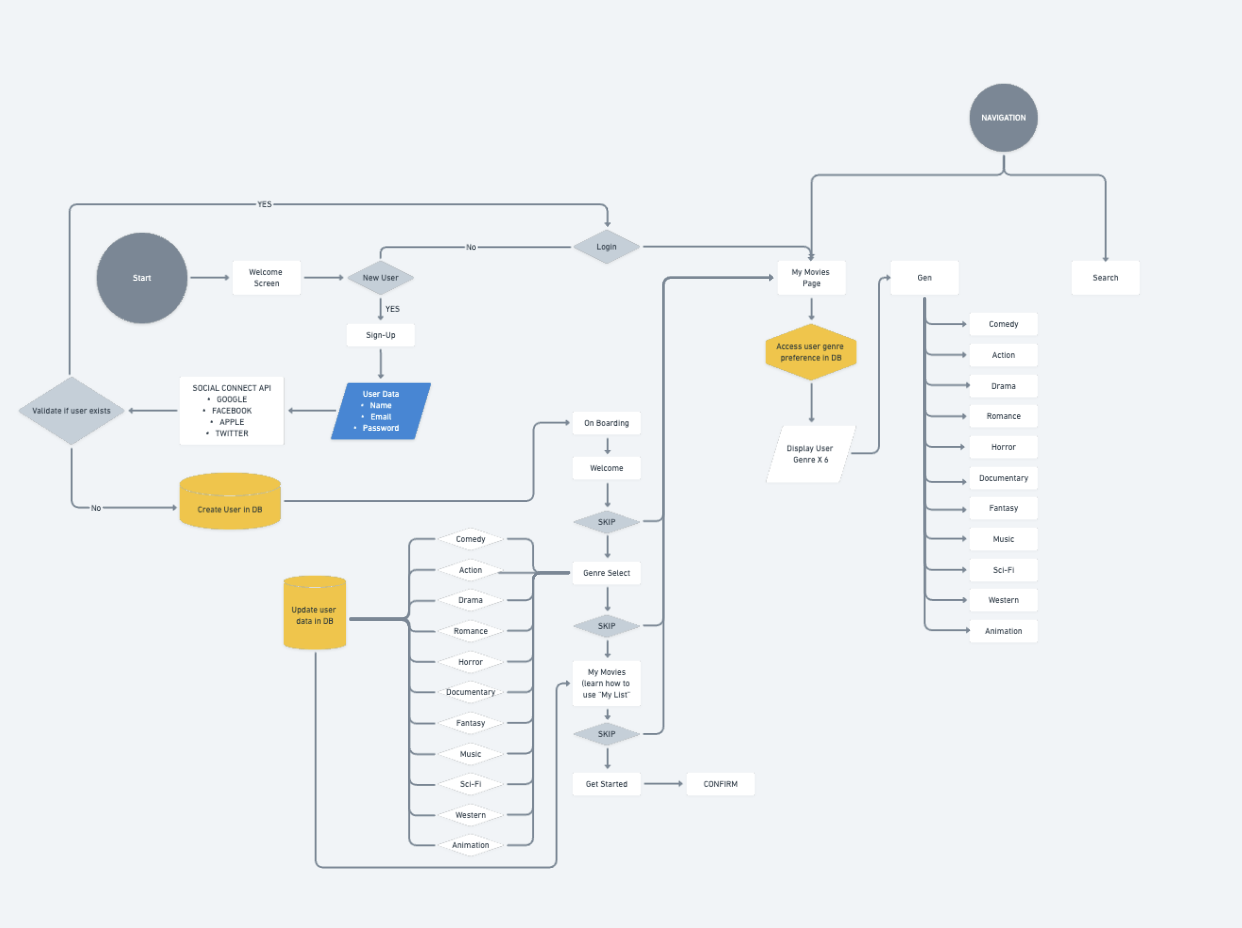 NAVIGATION
YES
No
Login
Start
Welcome
Screen
New User
YES
Sign-Up
My Movies
Page
Gen
Search
Access user genre
preference in DB
Display User
Genre X 6
Comedy
Action
Drama
Romance
Horror
Documentary
Fantasy
Music
Sci-Fi
Western
Animation
Validate if user exists
SOCIAL CONNECT API
• GOOGLE
• FACEBOOK
• APPLE
• TWITTER
User Data
• Name
• Email
• Password
No
Create User in DB
On Boarding
Welcome
SKIP
Genre Select
SKIP
My Movies
(learn how to
use "My List"
SKIP
Get Started
CONFIRM
Update user
data in DB
Comedy
Action
Drama
Romance
Horror
Documentary
Fantasy
Music
Sci-Fi
Western
Animation